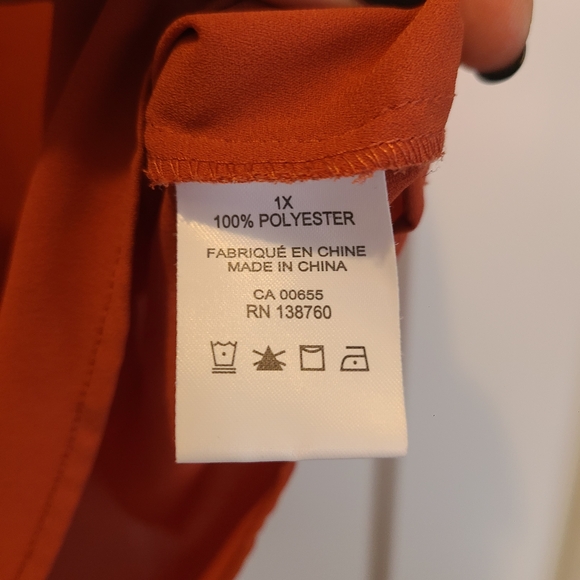 1X
100% POLYESTER
FABRIQUÉ EN CHINE
MADE IN CHINA
CA 00655
RN 138760